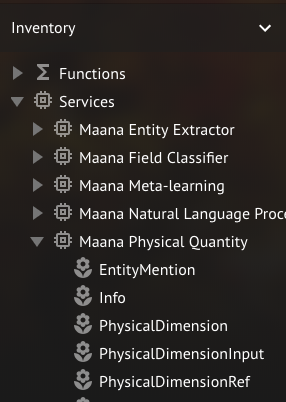 Inventory
Functions
Services
Maana Entity Extractor
Maana Field Classifier
Maana Meta-learning
Maana Natural Language Proc
Maana Physical Quantity
EntityMention
Info
PhysicalDimension
PhysicalDimensionInput
PhysicalDimensionRef